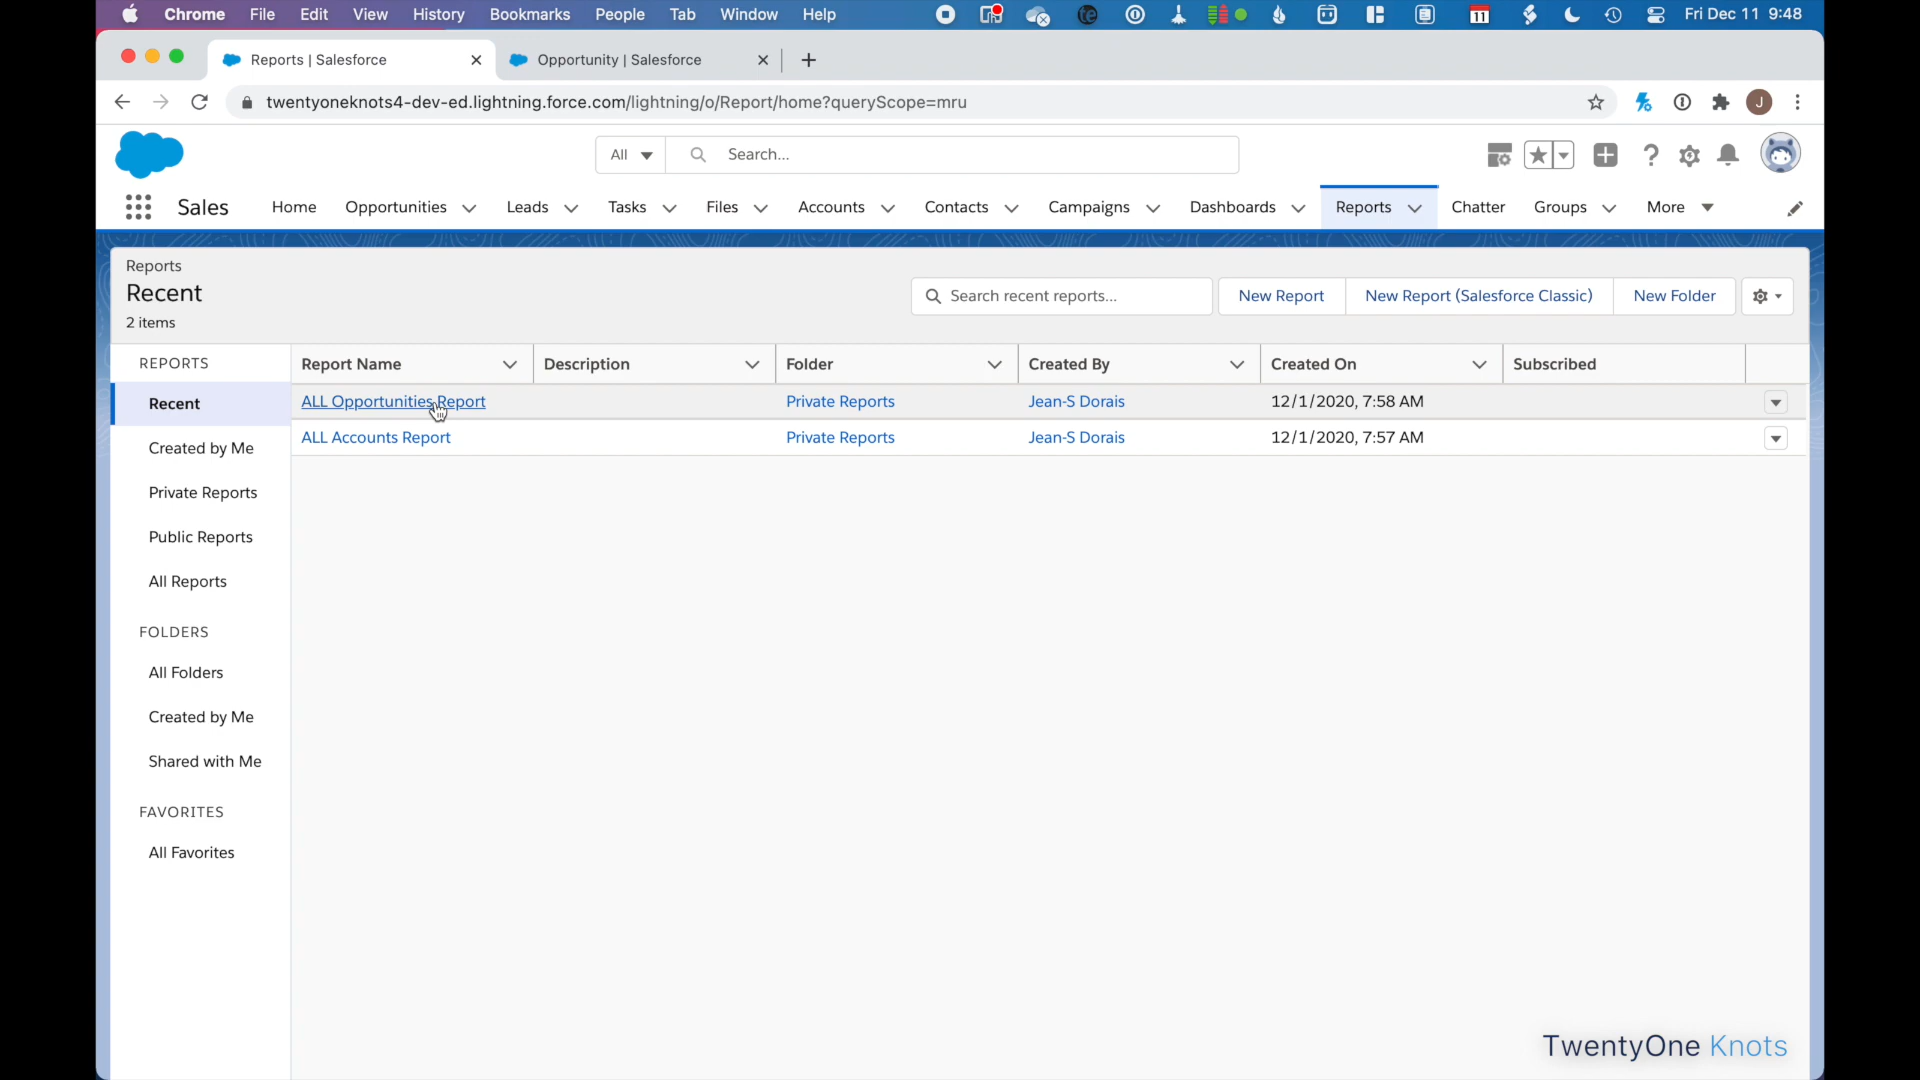 Chrome File Edit View History Bookmarks People Tab Window Help 11 Fri Dec 11 9:48
Reports | Salesforce Opportunity | Salesforce
twentyoneknots4-dev-ed.lightning.force.com/lightning/o/Report/home?queryScope=mru J
All Search...
Sales Home Opportunities Leads Tasks Files Accounts Contacts Campaigns Dashboards Reports Chatter Groups More
Reports
Recent
2 items
Search recent reports... New Report New Report (Salesforce Classic) New Folder
REPORTS Report Name Description Folder Created By Created On Subscribed
Recent ALL Opportunities Report Private Reports Jean-S Dorais 12/1/2020, 7:58 AM
ALL Accounts Report Private Reports Jean-S Dorais 12/1/2020, 7:57 AM
Created by Me
Private Reports
Public Reports
All Reports
FOLDERS
All Folders
Created by Me
Shared with Me
FAVORITES
All Favorites
TwentyOne Knots